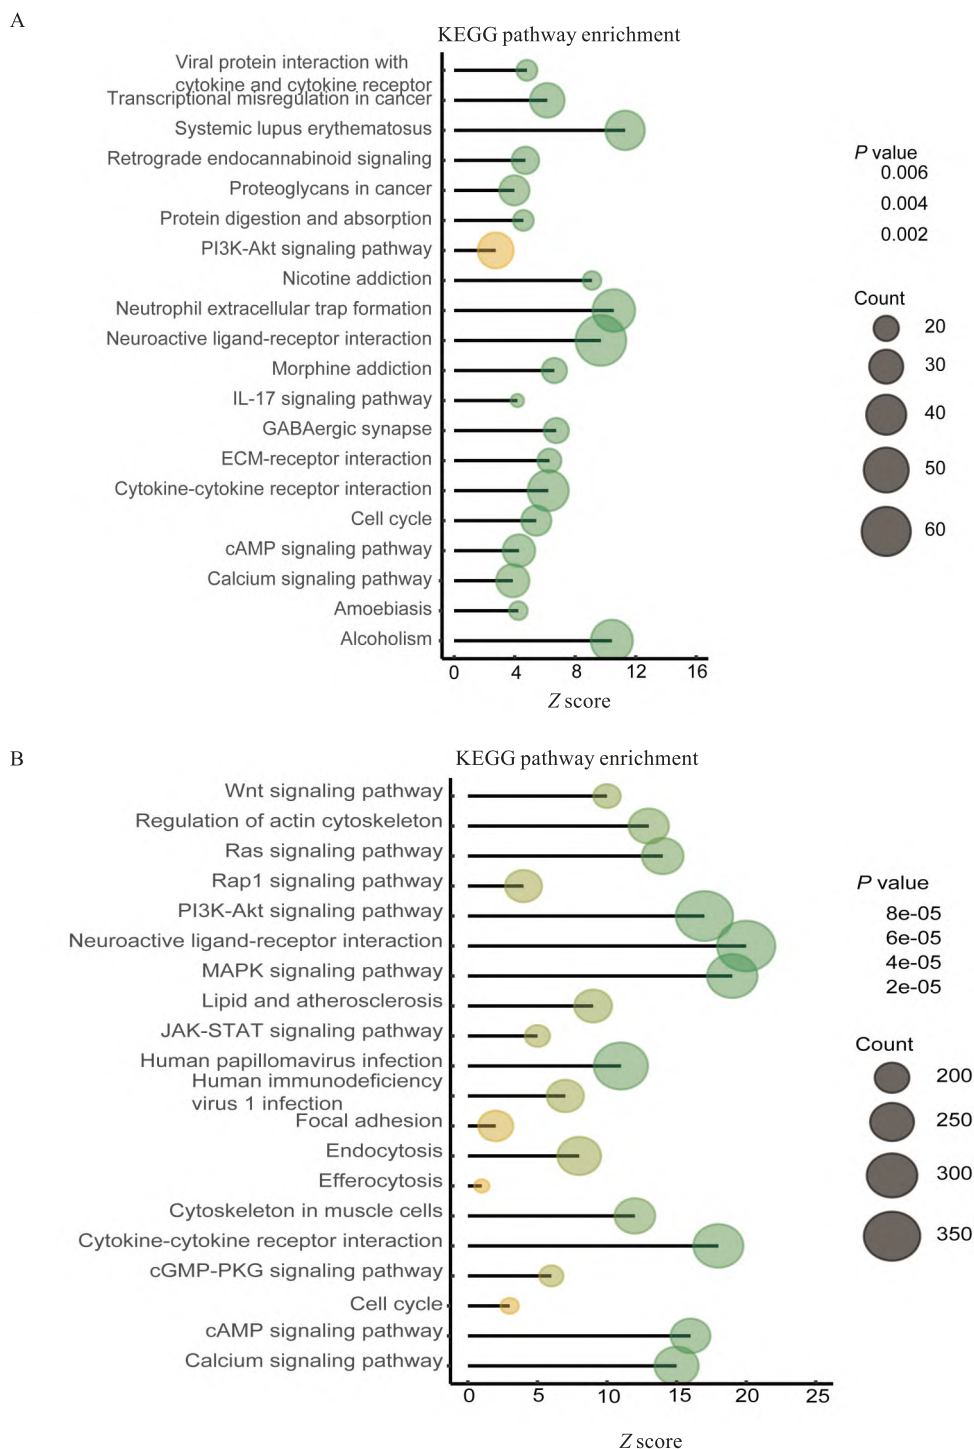 A
KEGG pathway enrichment
Viral protein interaction with
cytokine and cytokine receptor
Transcriptional misregulation in cancer
Systemic lupus erythematosus
Retrograde endocannabinoid signaling
Proteoglycans in cancer
Protein digestion and absorption
PI3K-Akt signaling pathway
Nicotine addiction
Neutrophil extracellular trap formation
Neuroactive ligand-receptor interaction
Morphine addiction
IL-17 signaling pathway
GABAergic synapse
ECM-receptor interaction
Cytokine-cytokine receptor interaction
Cell cycle
cAMP signaling pathway
Calcium signaling pathway
Amoebiasis
Alcoholism
0 4 8 12 16
Z score
P value
0.006
0.004
0.002
Count
20
30
40
50
60
B
KEGG pathway enrichment
Wnt signaling pathway
Regulation of actin cytoskeleton
Ras signaling pathway
Rap1 signaling pathway
PI3K-Akt signaling pathway
Neuroactive ligand-receptor interaction
MAPK signaling pathway
Lipid and atherosclerosis
JAK-STAT signaling pathway
Human papillomavirus infection
Human immunodeficiency
virus 1 infection
Focal adhesion
Endocytosis
Efferocytosis
Cytoskeleton in muscle cells
Cytokine-cytokine receptor interaction
cGMP-PKG signaling pathway
Cell cycle
cAMP signaling pathway
Calcium signaling pathway
0 5 10 15 20 25
Z score
P value
8e-05
6e-05
4e-05
2e-05
Count
200
250
300
350